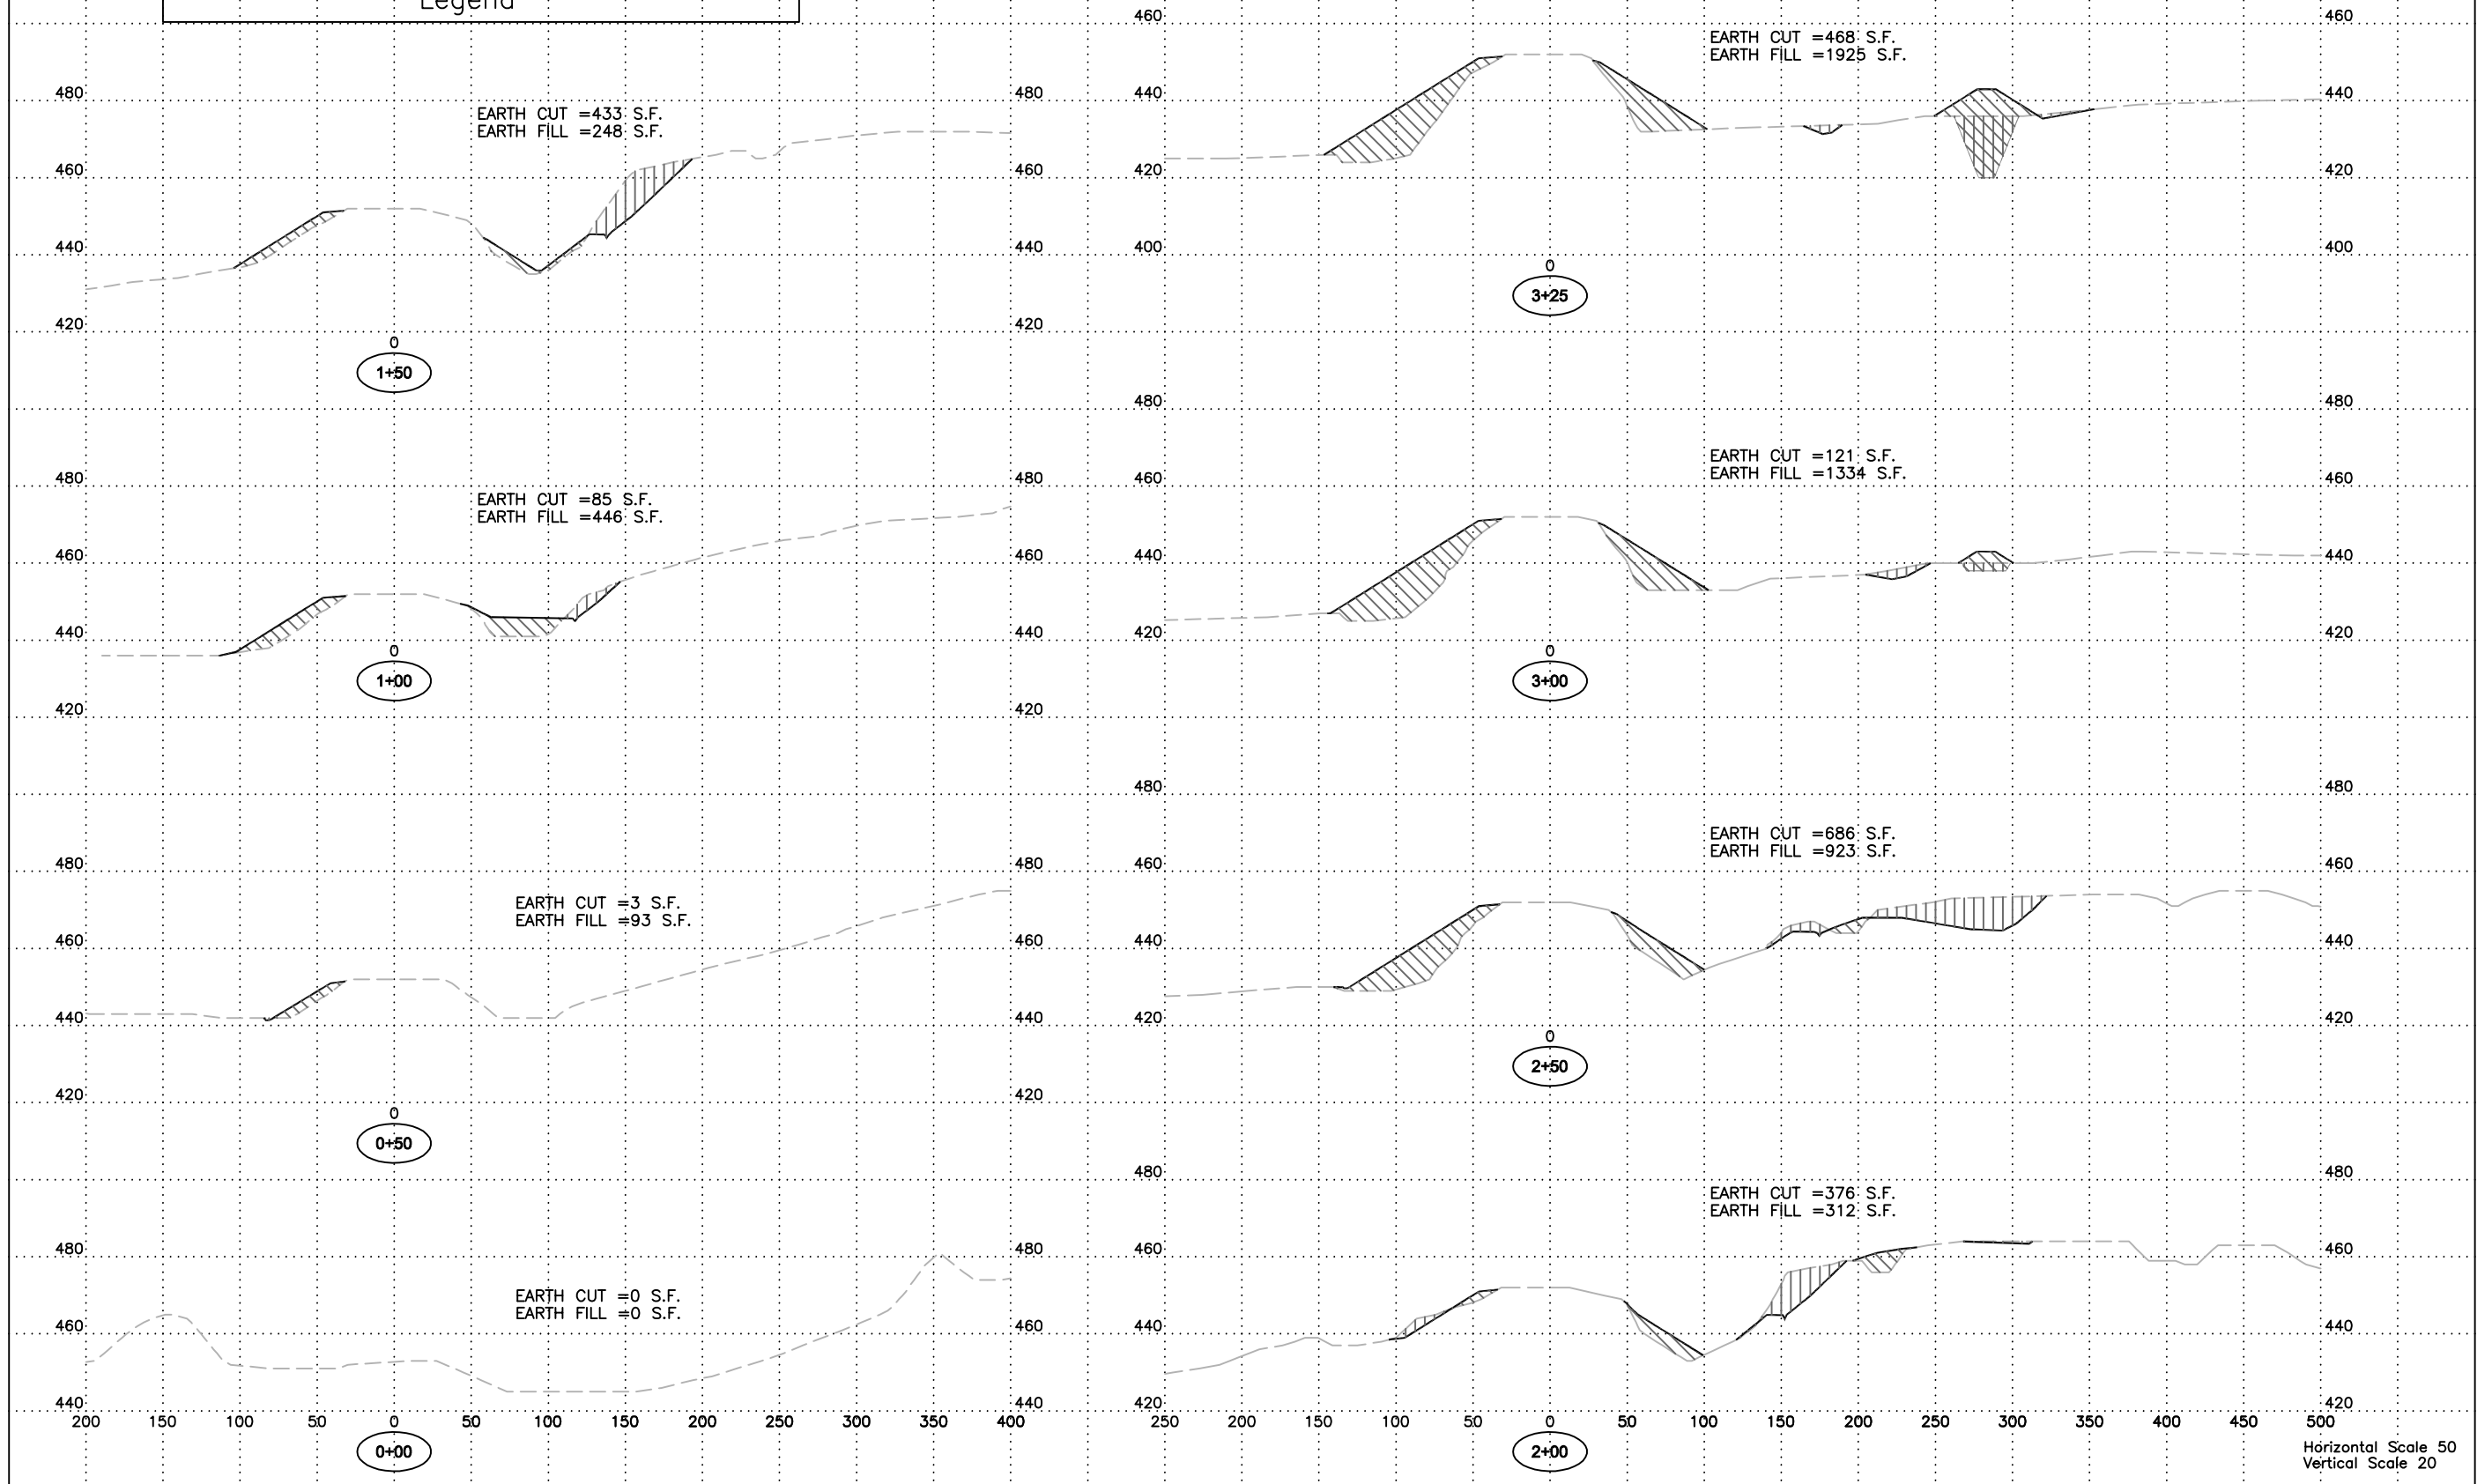 Legend
480 480
EARTH CUT =433 S.F.
EARTH FILL =248 S.F.
460 460
440 440
420 420
0
1+50
480 480
EARTH CUT =85 S.F.
EARTH FILL =446 S.F.
460 460
440 440
0
1+00
420 420
480 480
EARTH CUT =3 S.F.
EARTH FILL =93 S.F.
460 460
440 440
420 420
0
0+50
480 480
EARTH CUT =0 S.F.
EARTH FILL =0 S.F.
460 460
440 440
200 150 100 50 0 50 100 150 200 250 300 350 400
0+00
460 460
EARTH CUT =468 S.F.
EARTH FILL =1925 S.F.
440 440
420 420
400 400
0
3+25
480 480
EARTH CUT =121 S.F.
EARTH FILL =1334 S.F.
460 460
440 440
420 420
0
3+00
480 480
EARTH CUT =686 S.F.
EARTH FILL =923 S.F.
460 460
440 440
420 420
0
2+50
480 480
EARTH CUT =376 S.F.
EARTH FILL =312 S.F.
460 460
440 440
420 420
250 200 150 100 50 0 50 100 150 200 250 300 350 400 450 500
2+00
Horizontal Scale 50
Vertical Scale 20